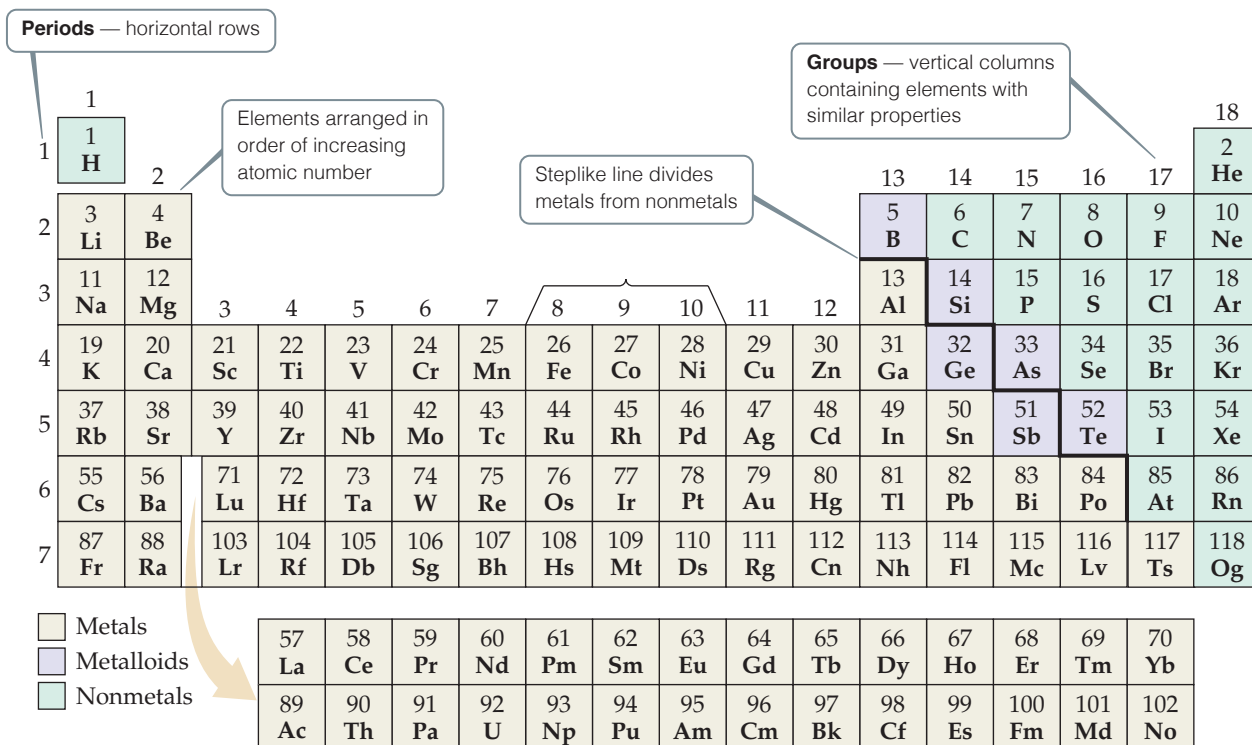 Periods — horizontal rows
Groups — vertical columns
containing elements with
similar properties
Elements arranged in
order of increasing
atomic number
Steplike line divides
metals from nonmetals
1 18
1 1 2
H He
2 13 14 15 16 17
2 3 4 5 6 7 8 9 10
Li Be B C N O F Ne
3 11 12 13 14 15 16 17 18
Na Mg Al Si P S Cl Ar
3 4 5 6 7 8 9 10 11 12
4 19 20 21 22 23 24 25 26 27 28 29 30 31 32 33 34 35 36
K Ca Sc Ti V Cr Mn Fe Co Ni Cu Zn Ga Ge As Se Br Kr
5 37 38 39 40 41 42 43 44 45 46 47 48 49 50 51 52 53 54
Rb Sr Y Zr Nb Mo Tc Ru Rh Pd Ag Cd In Sn Sb Te I Xe
6 55 56 71 72 73 74 75 76 77 78 79 80 81 82 83 84 85 86
Cs Ba Lu Hf Ta W Re Os Ir Pt Au Hg Tl Pb Bi Po At Rn
7 87 88 103 104 105 106 107 108 109 110 111 112 113 114 115 116 117 118
Fr Ra Lr Rf Db Sg Bh Hs Mt Ds Rg Cn Nh Fl Mc Lv Ts Og
Metals
Metalloids
Nonmetals
57 58 59 60 61 62 63 64 65 66 67 68 69 70
La Ce Pr Nd Pm Sm Eu Gd Tb Dy Ho Er Tm Yb
89 90 91 92 93 94 95 96 97 98 99 100 101 102
Ac Th Pa U Np Pu Am Cm Bk Cf Es Fm Md No